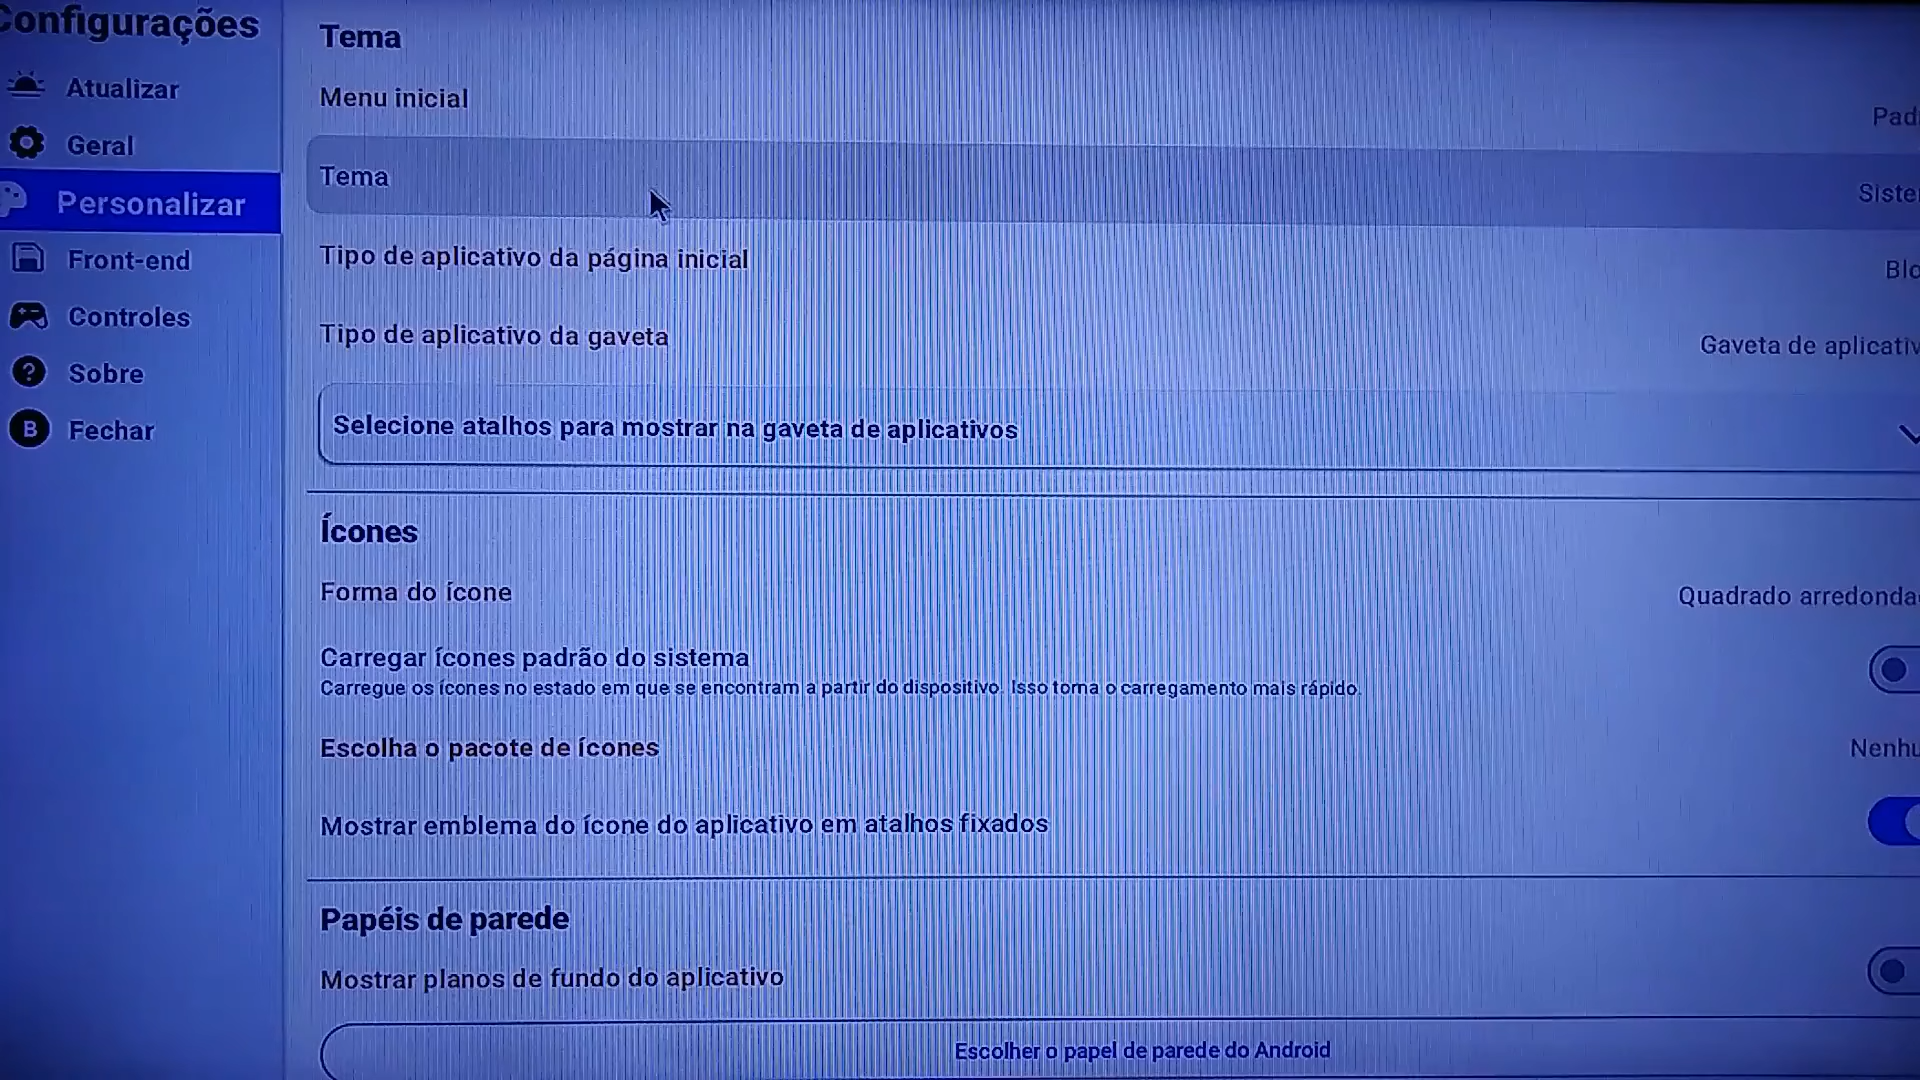 Configurações
Atualizar
Geral
Personalizar
Front-end
Controles
Sobre
B Fechar
Tema
Menu inicial
Tema
Tipo de aplicativo da página inicial
Tipo de aplicativo da gaveta
Gaveta de
Selecione atalhos para mostrar na gaveta de aplicativos
Ícones
Forma do ícone
Quadrado
Carregar ícones padrão do sistema
Carregue os ícones no estado em que se encontram a partir do dispositivo. Isso torna o carregamento mais rápido.
Escolha o pacote de ícones
Mostrar emblema do ícone do aplicativo em atalhos fixados
Papéis de parede
Mostrar planos de fundo do aplicativo
Escolher o papel de parede do Android